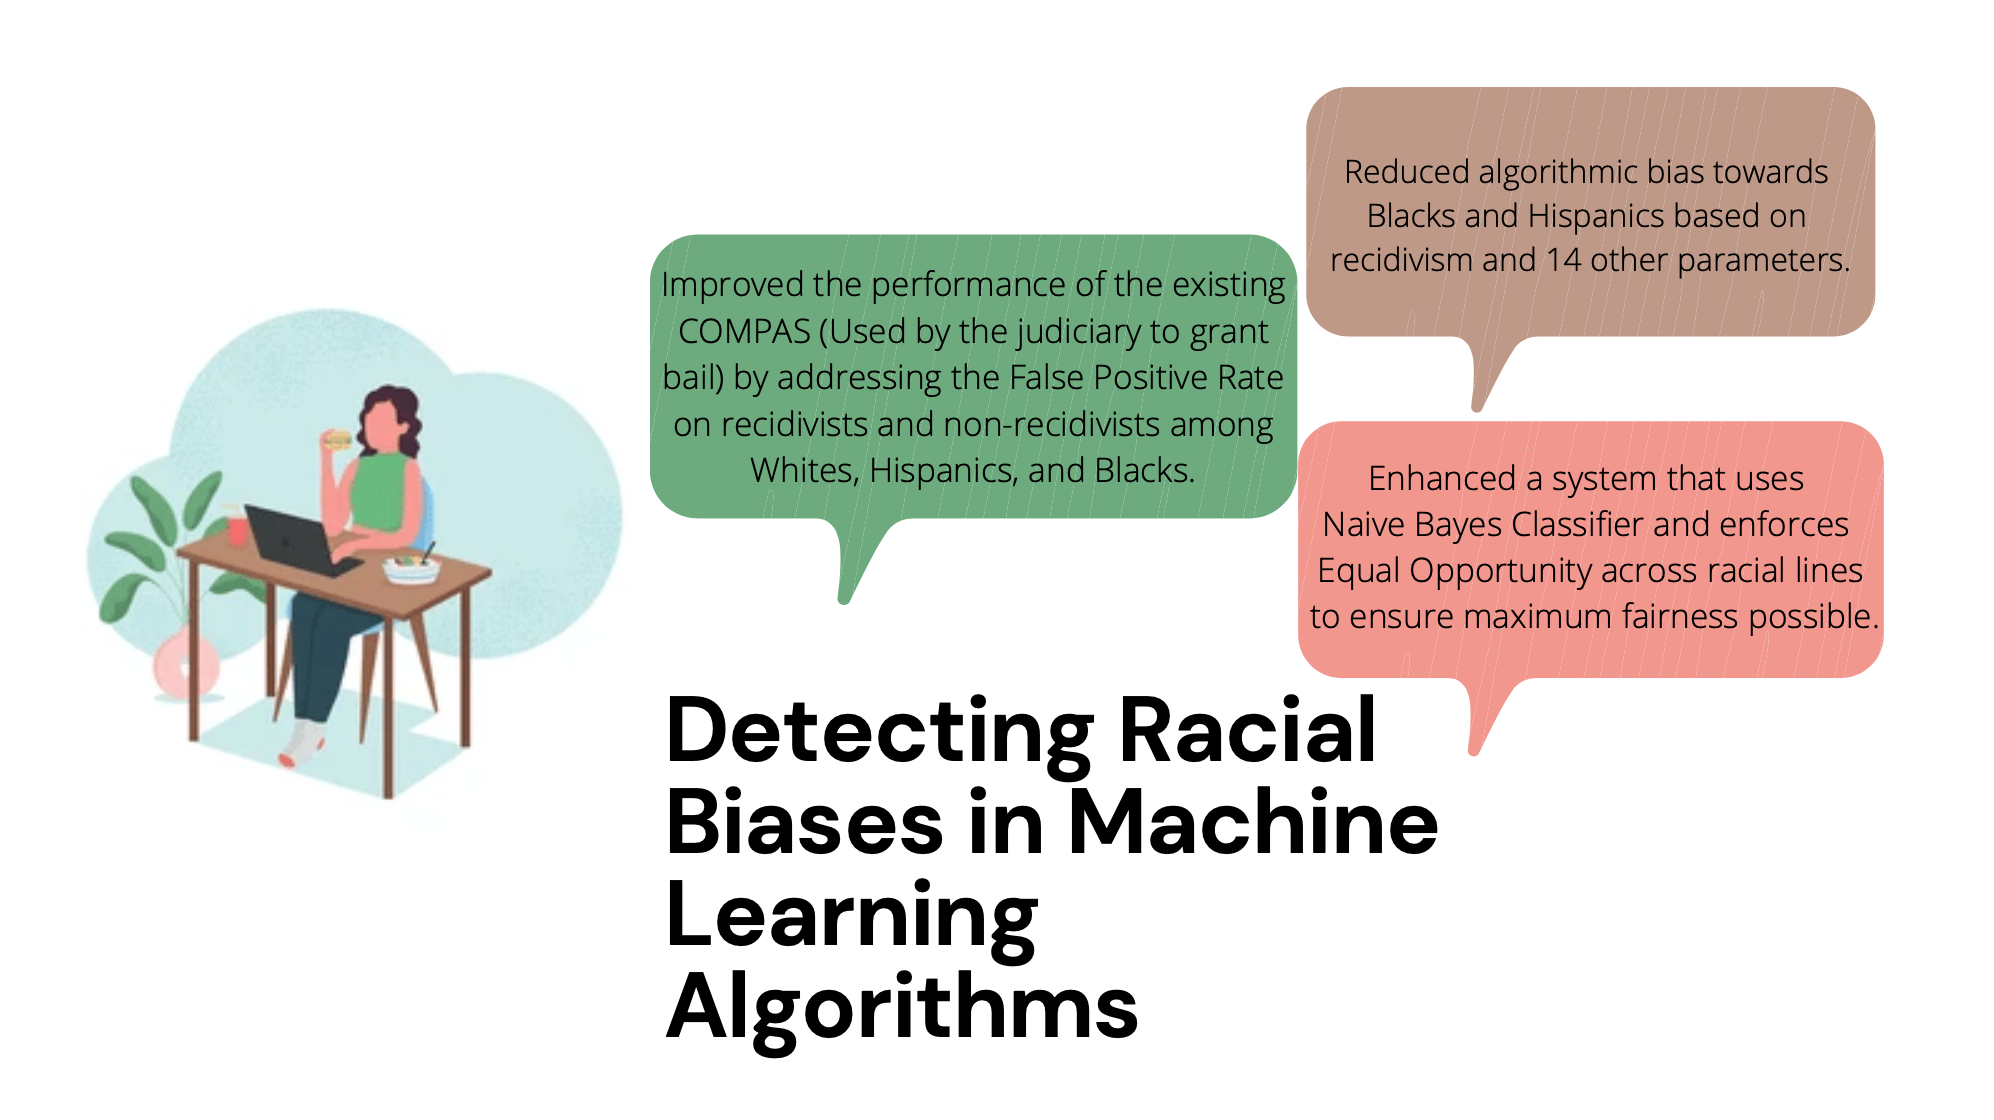 Reduced algorithmic bias towards
Blacks and Hispanics based on
recidivism and 14 other parameters.
Improved the performance of the existing
COMPAS (Used by the judiciary to grant
bail) by addressing the False Positive Rate
on recidivists and non-recidivists among
Whites, Hispanics, and Blacks.
Enhanced a system that uses
Naive Bayes Classifier and enforces
Equal Opportunity across racial lines
to ensure maximum fairness possible.
Detecting Racial
Biases in Machine
Learning
Algorithms